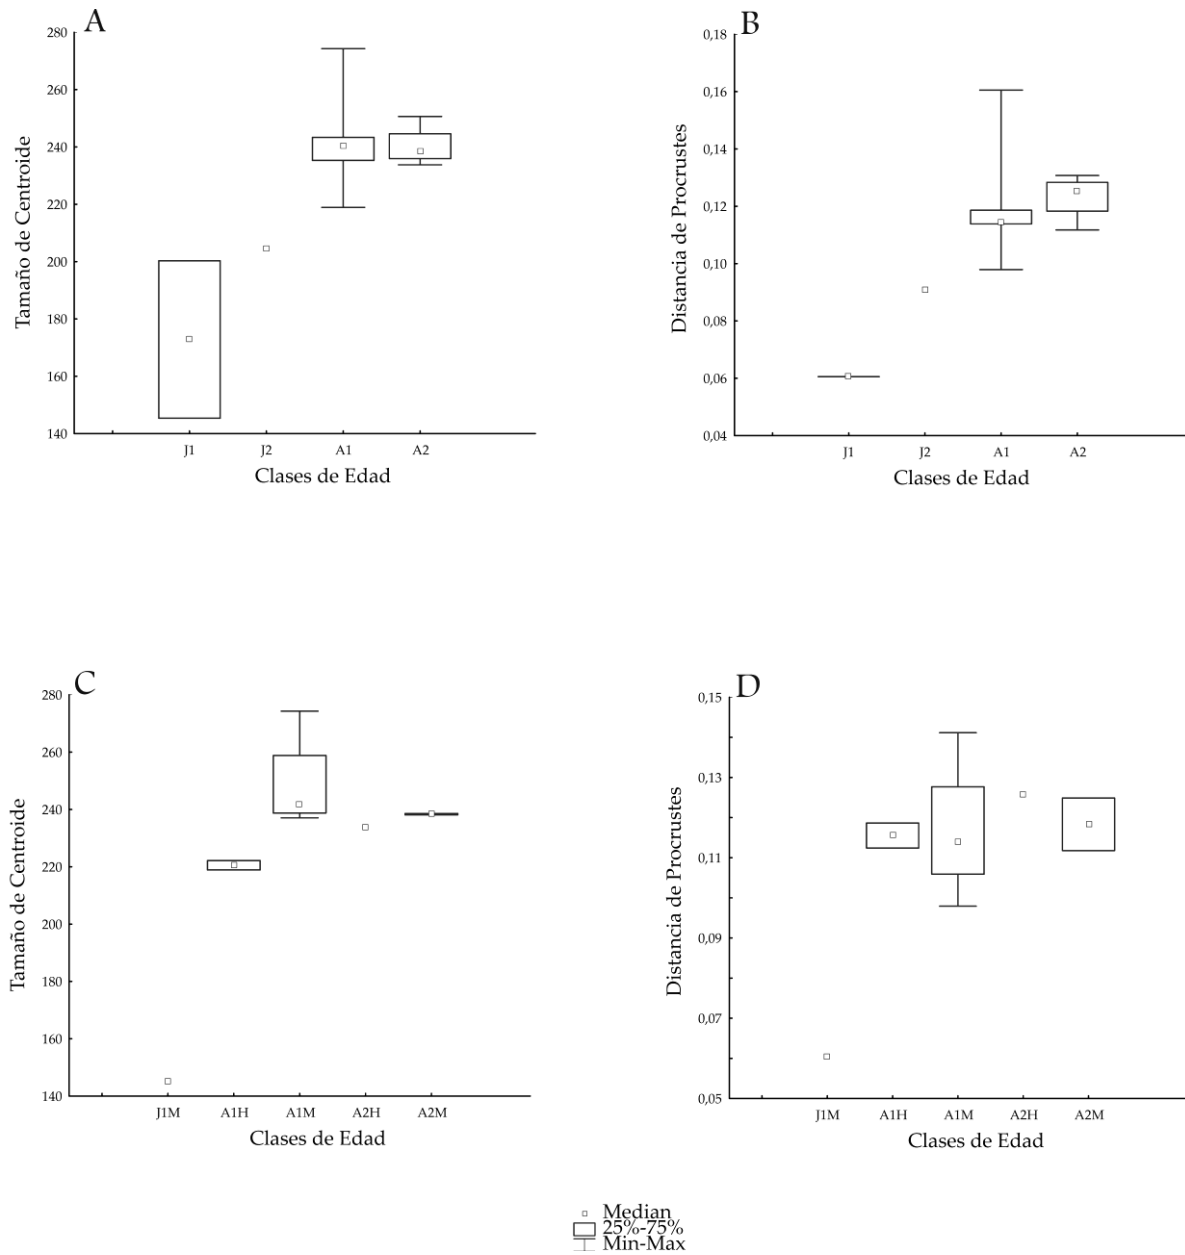 A
280
260
240
220
200
180
160
140
Tamaño de Centroide
J1 J2 A1 A2
Clases de Edad
B
0,18
0,16
0,14
0,12
0,10
0,08
0,06
0,04
Distancia de Procrustes
J1 J2 A1 A2
Clases de Edad
C
280
260
240
220
200
180
160
140
Tamaño de Centroide
J1M A1H A1M A2H A2M
Clases de Edad
D
0,15
0,13
0,11
0,09
0,07
0,05
Distancia de Procrustes
J1M A1H A1M A2H A2M
Clases de Edad
Median
25%-75%
Min-Max